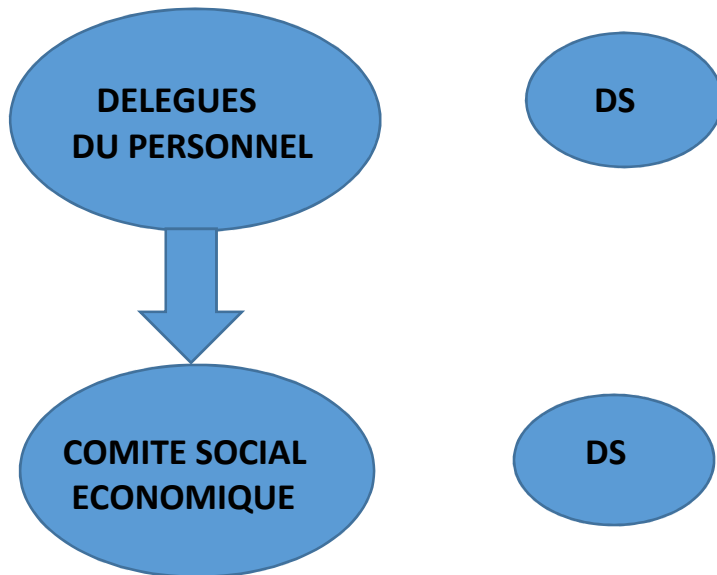 DELEGUES
DU PERSONNEL
DS
COMITE SOCIAL
ECONOMIQUE
DS